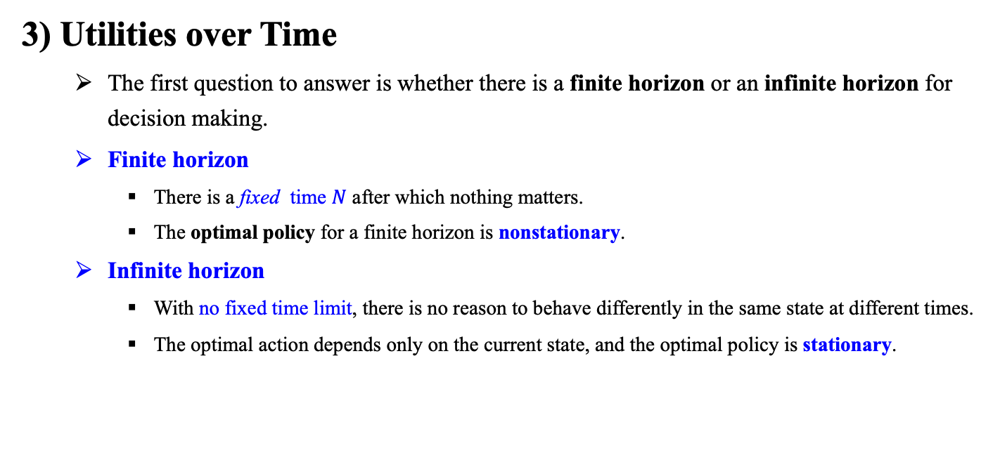 3) Utilities over Time
➢ The first question to answer is whether there is a finite horizon or an infinite horizon for
decision making.
➢ Finite horizon
▪ There is a fixed time N after which nothing matters.
▪ The optimal policy for a finite horizon is nonstationary.
➢ Infinite horizon
▪ With no fixed time limit, there is no reason to behave differently in the same state at different times.
▪ The optimal action depends only on the current state, and the optimal policy is stationary.